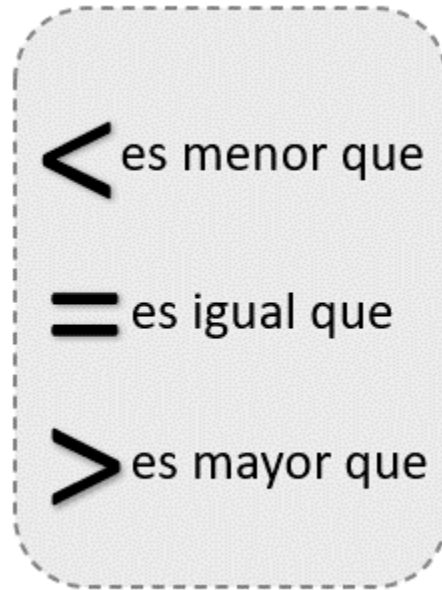 < es menor que
= es igual que
> es mayor que